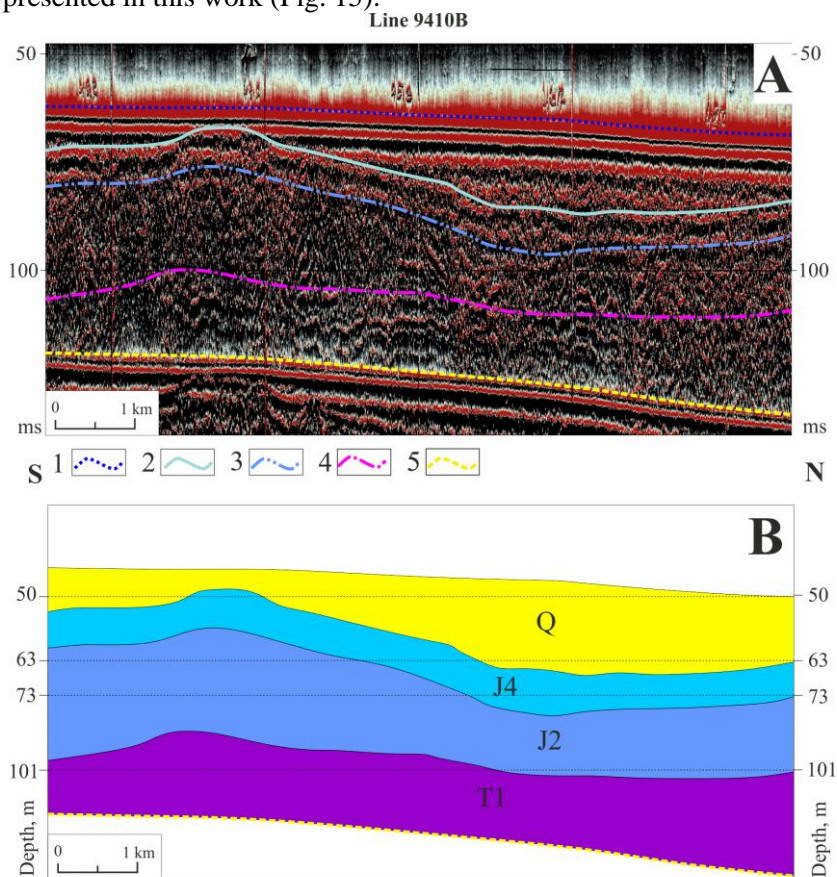 presented in this work (Fig. 15).
Line 9410B
50 A 50
100 100
0 1 km
ms ms
S 1 2 3 4 5 N
B
50 50
Q
63 63
J4
73 73
J2
101 101
T1
Depth, m Depth, m
0 1 km